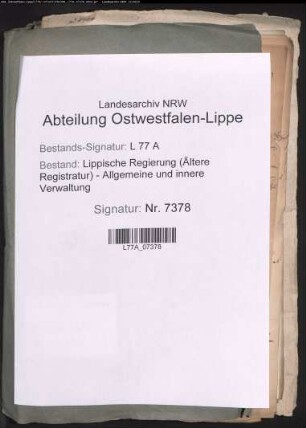 Landesarchiv NRW
Abteilung Ostwestfalen-Lippe
Bestands-Signatur: L 77 A
Bestand: Lippische Regierung (Ältere
Registratur) - Allgemeine und innere
Verwaltung
Signatur: Nr. 7378
L77A_07378